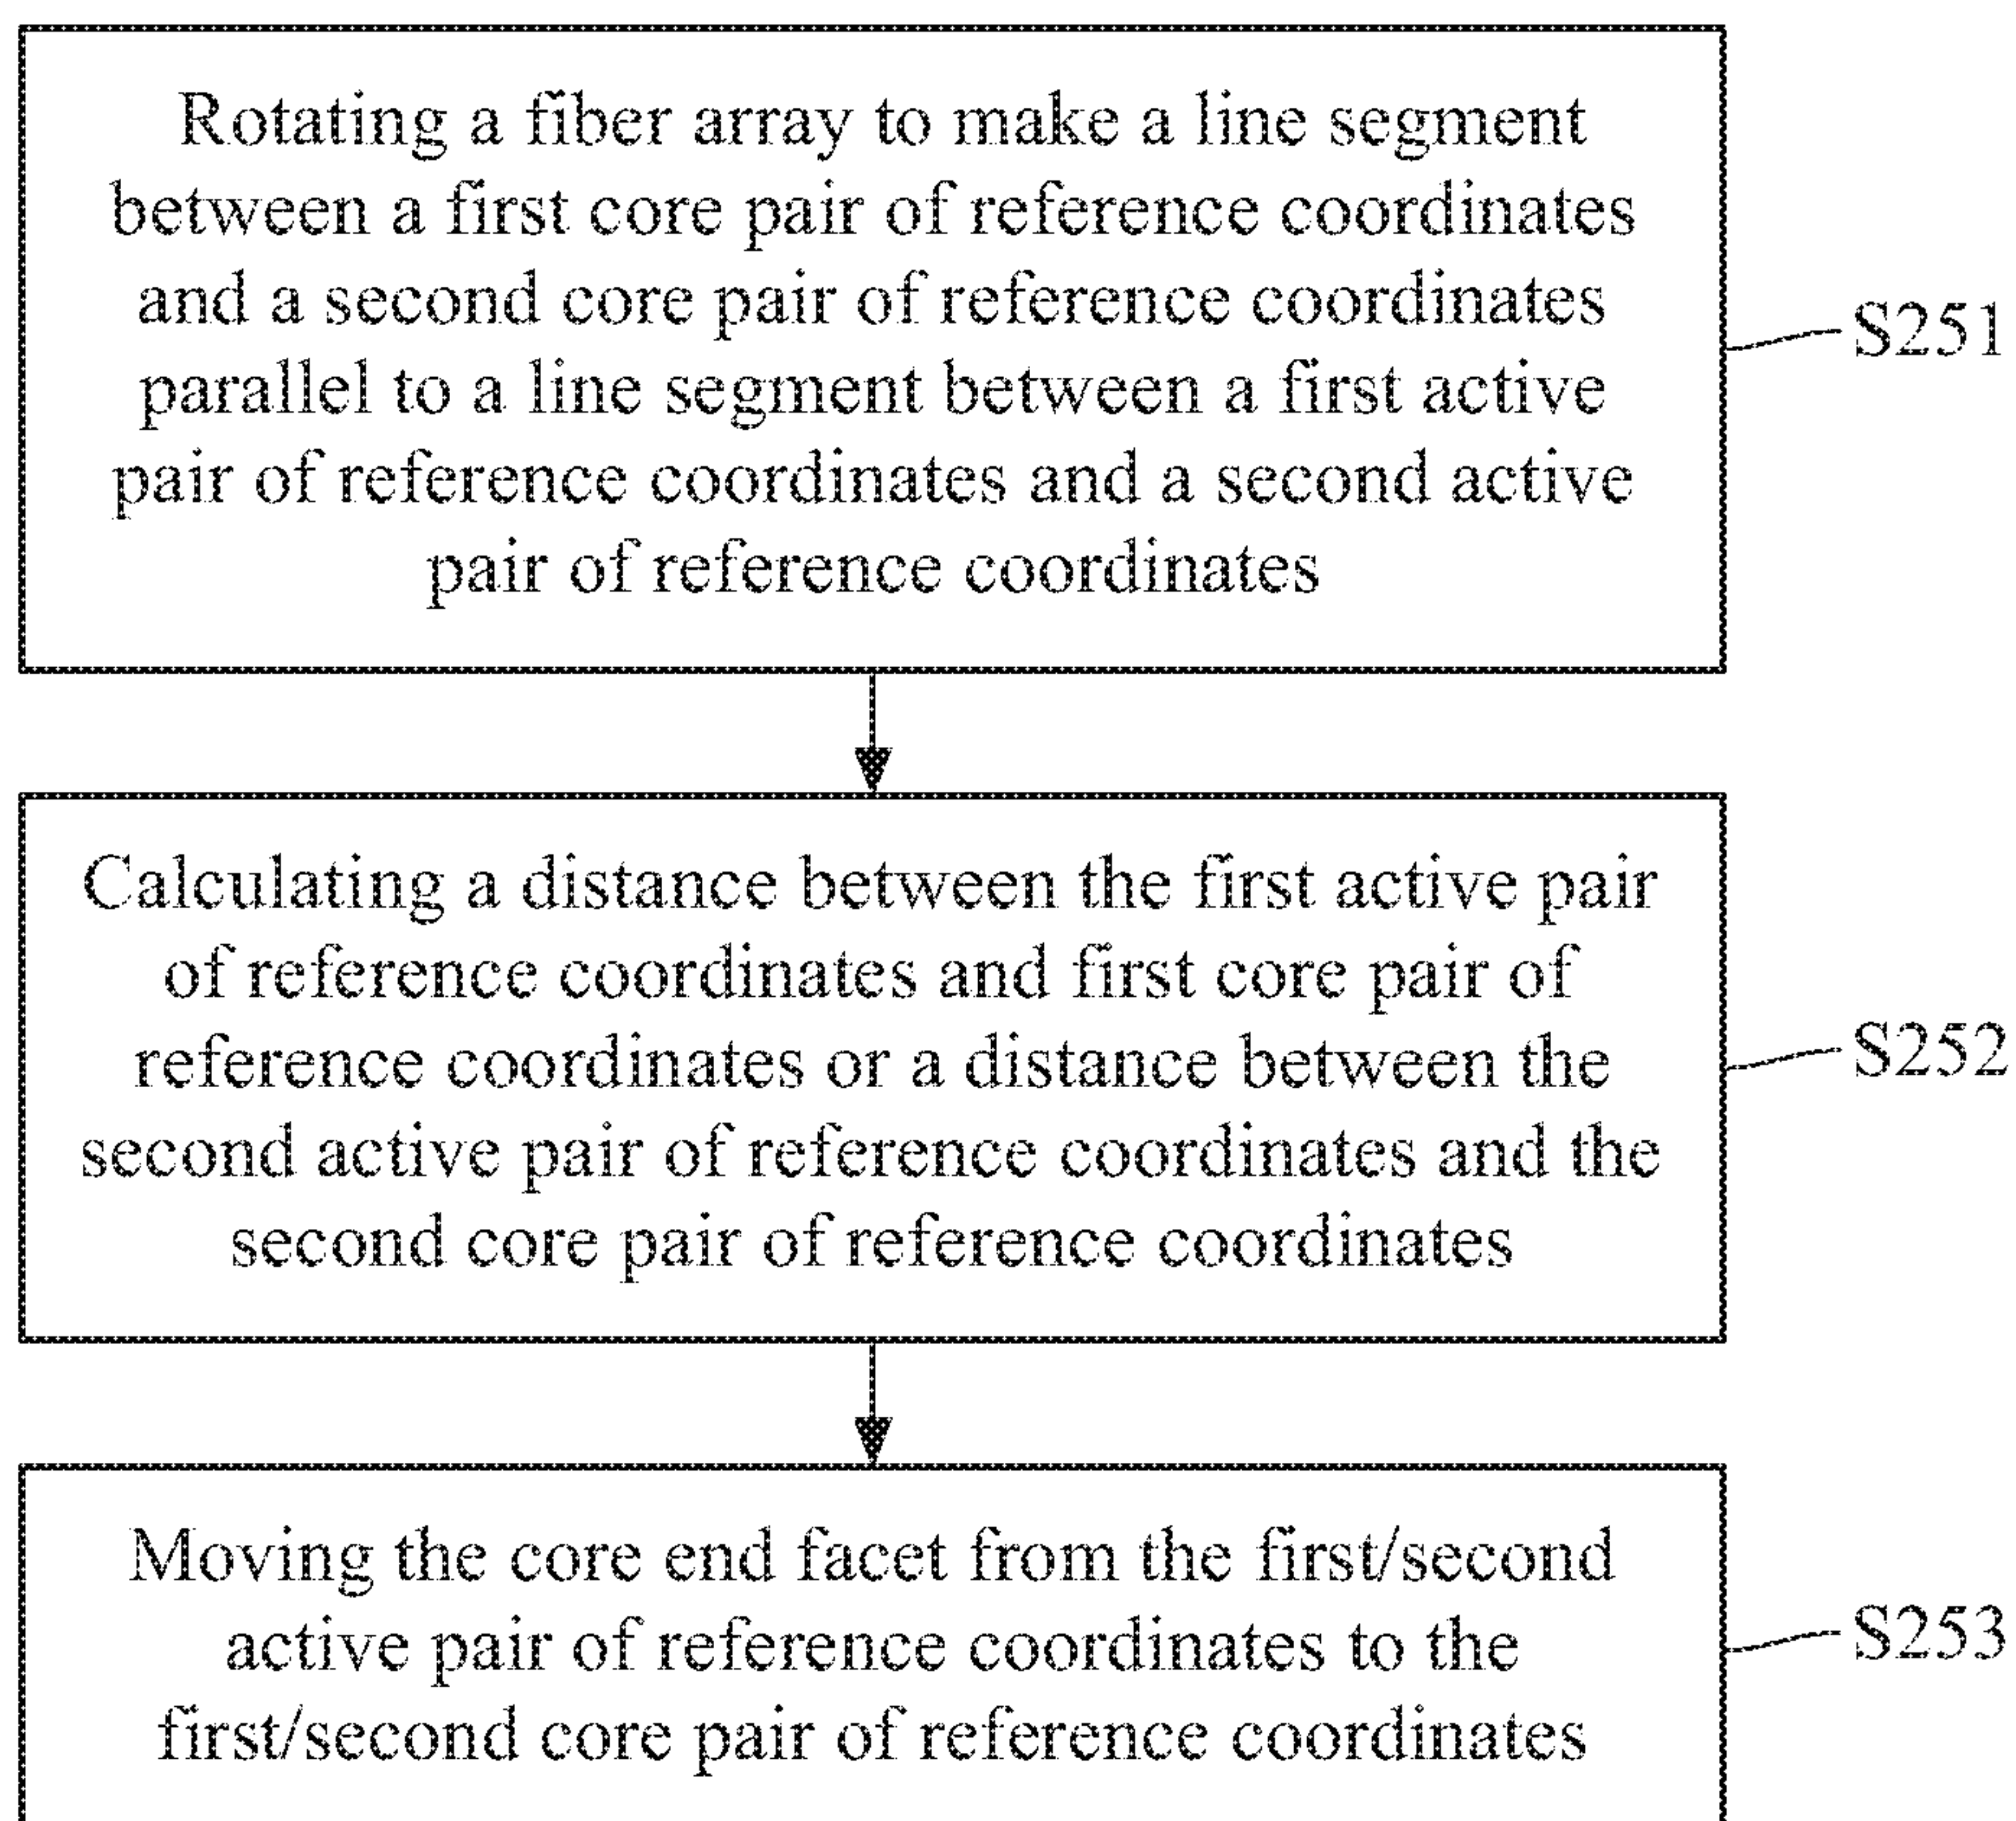 Rotating a fiber array to make a line segment
between a first core pair of reference coordinates
and a second core pair of reference coordinates
parallel to a line segment between a first active
pair of reference coordinates and a second active
pair of reference coordinates
S251
Calculating a distance between the first active pair
of reference coordinates and first core pair of
reference coordinates or a distance between the
second active pair of reference coordinates and the
second core pair of reference coordinates
S252
Moving the core end facet from the first/second
active pair of reference coordinates to the
first/second core pair of reference coordinates
S253